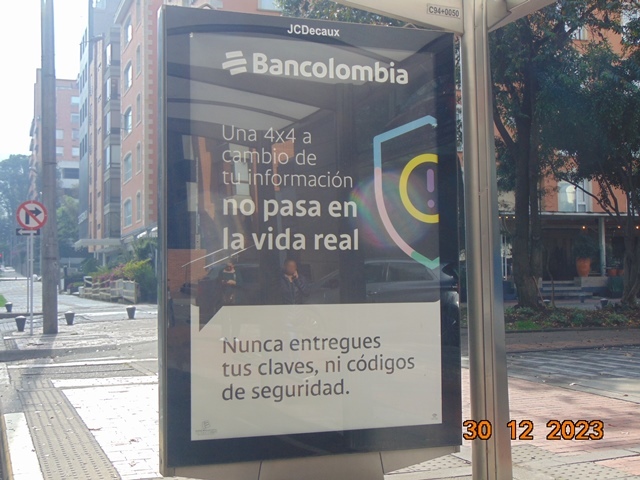 C94+0050
JCDecaux
Bancolombia
Una 4x4 a
cambio de
tu información
no pasa en
la vida real
Nunca entregues
tus claves, ni códigos
de seguridad.
30 12 2023